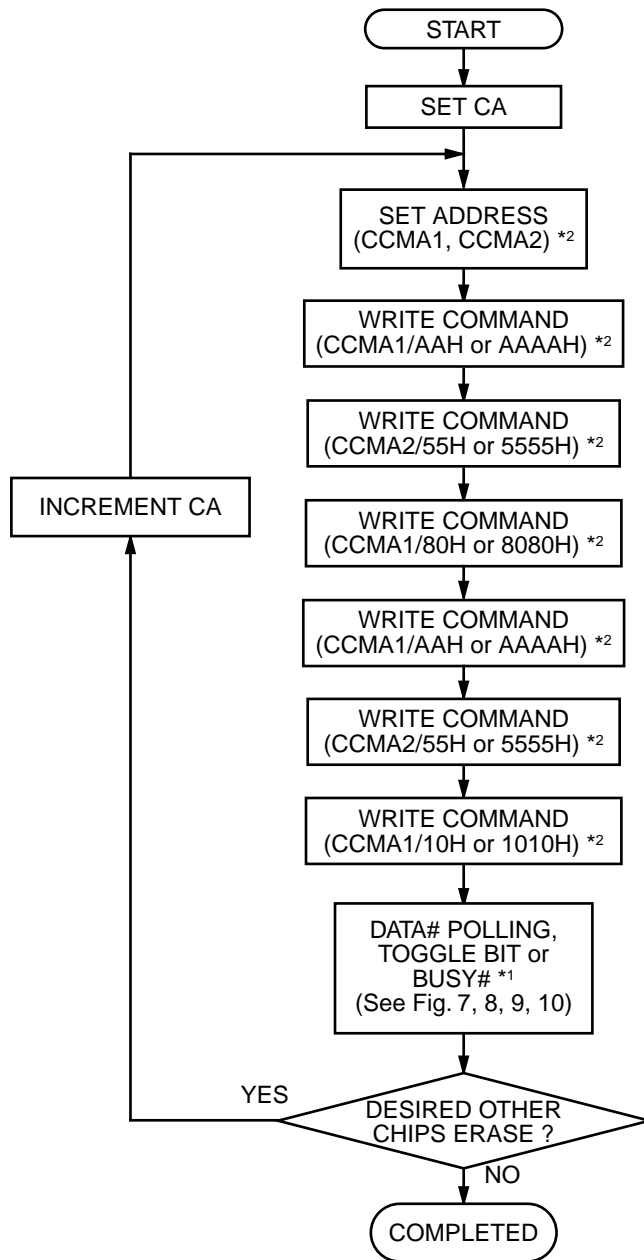 START
SET CA
SET ADDRESS
(CCMA1, CCMA2) *2
WRITE COMMAND
(CCMA1/AAH or AAAAH) *2
WRITE COMMAND
(CCMA2/55H or 5555H) *2
INCREMENT CA
WRITE COMMAND
(CCMA1/80H or 8080H) *2
WRITE COMMAND
(CCMA1/AAH or AAAAH) *2
WRITE COMMAND
(CCMA2/55H or 5555H) *2
WRITE COMMAND
(CCMA1/10H or 1010H) *2
DATA# POLLING,
TOGGLE BIT or
BUSY# *1
(See Fig. 7, 8, 9, 10)
YES
DESIRED OTHER
CHIPS ERASE ?
NO
COMPLETED